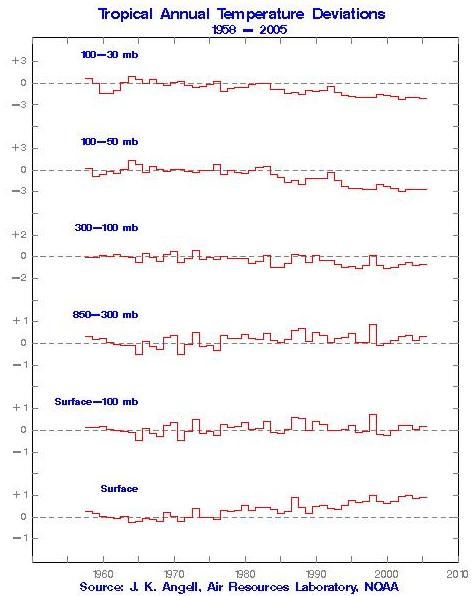 Tropical Annual Temperature Deviations
1958 – 2005
100–30 mb
+3
0
−3
100–50 mb
+3
0
−3
300–100 mb
+2
0
−2
850–300 mb
+1
0
−1
Surface–100 mb
+1
0
−1
Surface
+1
0
−1
1960 1970 1980 1990 2000 2010
Source: J. K. Angell, Air Resources Laboratory, NOAA